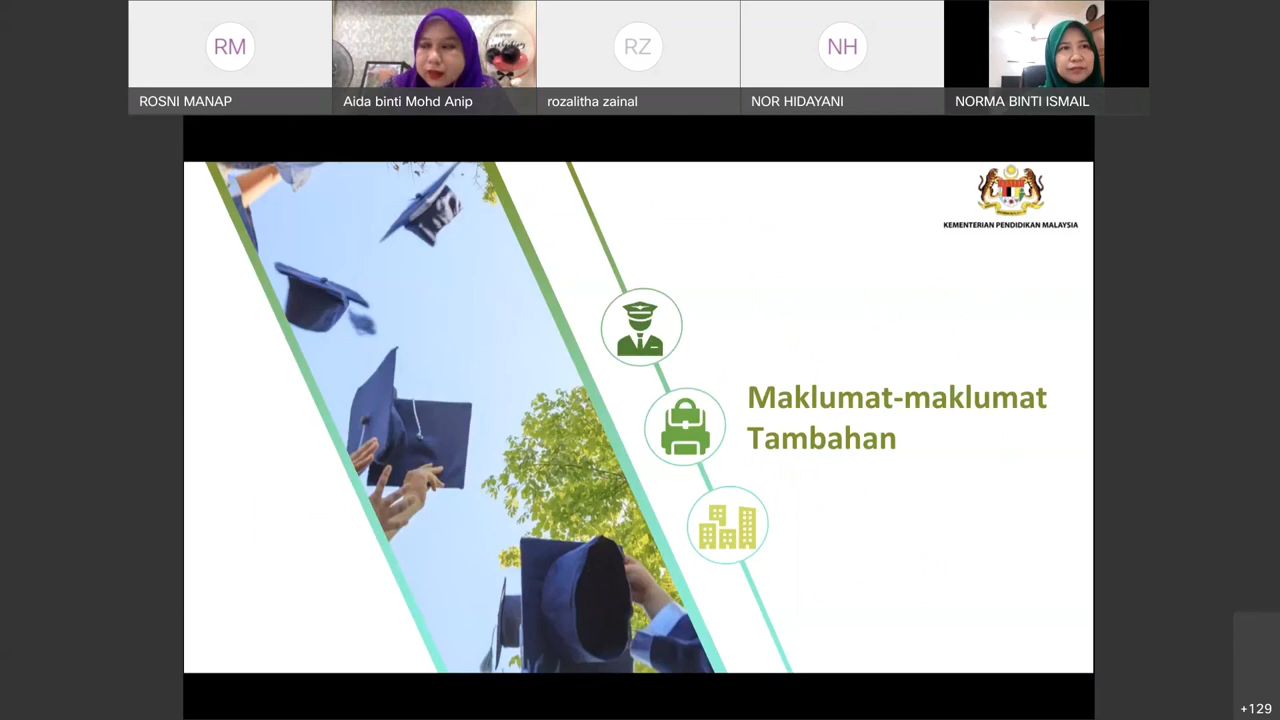 RM
RZ
NH
ROSNI MANAP
Aida binti Mohd Anip
rozalitha zainal
NOR HIDAYANI
NORMA BINTI ISMAIL
KEMENTERIAN PENDIDIKAN MALAYSIA
Maklumat-maklumat
Tambahan
+129